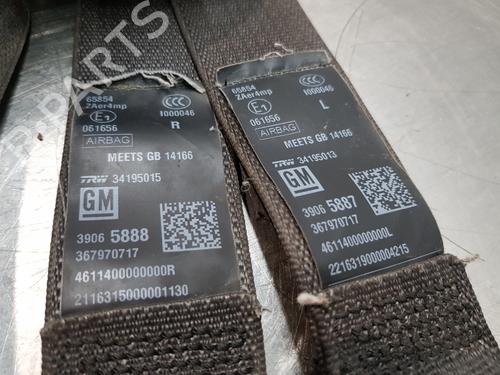 65854
ZAer4mp
E1
061656
AIRBAG
1000046
R
MEETS GB 14166
TRW 34195015
GM
3906 5888
367970717
4611400000000R
2116315000001130
65854
ZAer4mp
E1
061656
AIRBAG
1000046
L
MEETS GB 14166
TRW 34195013
GM
3906 5887
367970717
4611400000000L
2216319000004215
PARTS